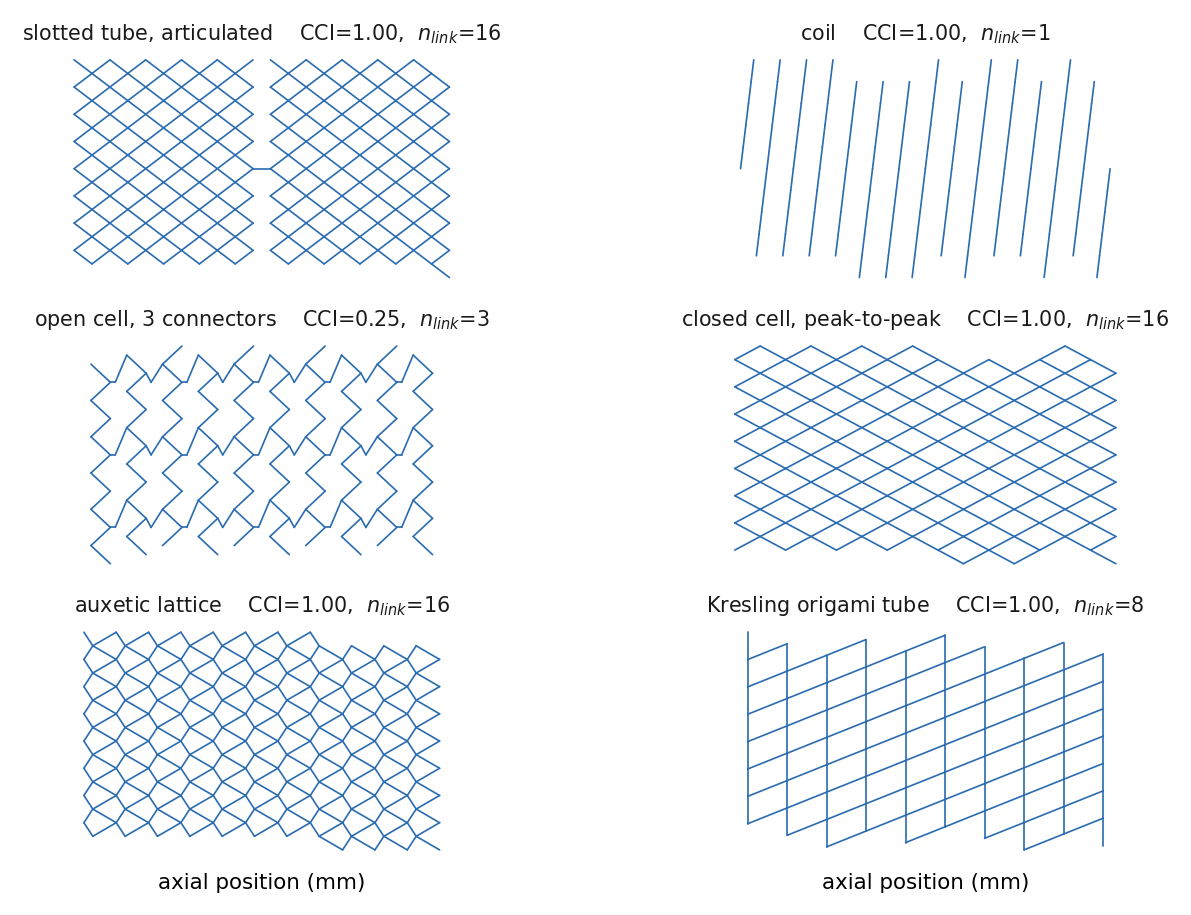 slotted tube, articulated CCI=1.00, n_link=16
coil CCI=1.00, n_link=1
open cell, 3 connectors CCI=0.25, n_link=3
closed cell, peak-to-peak CCI=1.00, n_link=16
auxetic lattice CCI=1.00, n_link=16
Kresling origami tube CCI=1.00, n_link=8
axial position (mm)
axial position (mm)